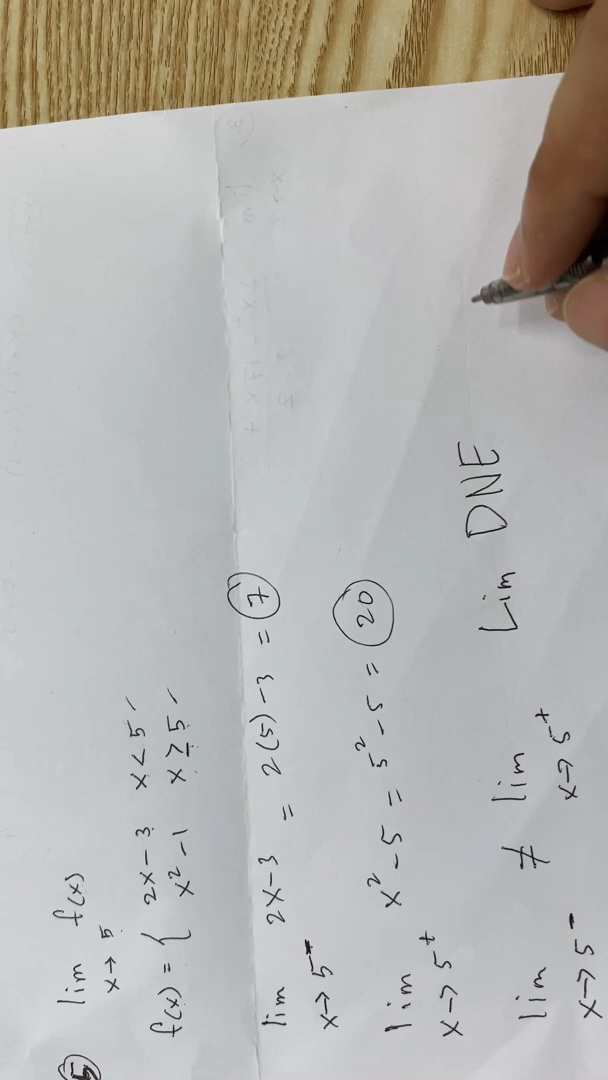 ⑤ lim x→5 f(x)
f(x) = { 2x-3 x<5
x²-1 x≥5
lim x→5⁻ 2x-3 = 2(5)-3 = 7
lim x→5⁺ x²-5 = 5²-5 = 20
lim x→5⁻ ≠ lim x→5⁺ Lim DNE